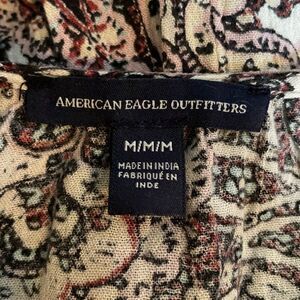 AMERICAN EAGLE OUTFITTERS
M/M/M
MADE IN INDIA
FABRIQUÉ EN
INDE